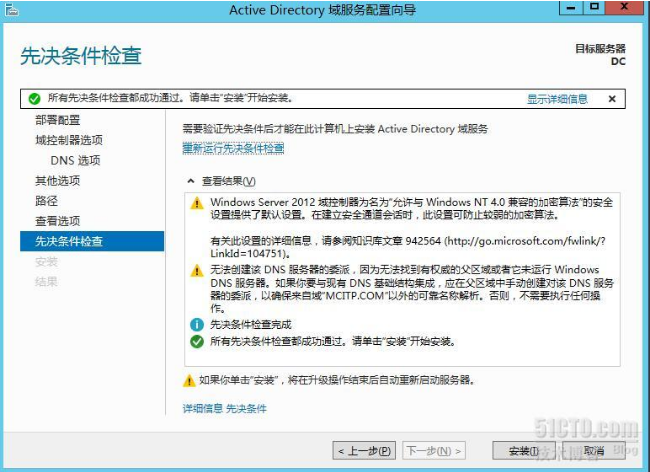 Active Directory 域服务配置向导
先决条件检查
目标服务器
DC
所有先决条件检查都成功通过。请单击“安装”开始安装。
显示详细信息
部署配置
域控制器选项
DNS 选项
其他选项
路径
查看选项
先决条件检查
安装
结果
需要验证先决条件后才能在此计算机上安装 Active Directory 域服务
重新运行先决条件检查
查看结果(V)
Windows Server 2012 域控制器为名为“允许与 Windows NT 4.0 兼容的加密算法”的安全
设置提供了默认设置。在建立安全通道会话时，此设置可防止较弱的加密算法。
有关此设置的详细信息，请参阅知识库文章 942564 (http://go.microsoft.com/fwlink/?
LinkId=104751)。
无法创建该 DNS 服务器的委派，因为无法找到有权威的父区域或者它未运行 Windows
DNS 服务器。如果你要与现有 DNS 基础结构集成，应在父区域中手动创建对该 DNS 服务
器的委派，以确保来自域“MCITP.COM”以外的可靠名称解析。否则，不需要执行任何操
作。
先决条件检查完成
所有先决条件检查都成功通过。请单击“安装”开始安装。
如果你单击“安装”，将在升级操作结束后自动重新启动服务器。
详细信息 先决条件
< 上一步(P)
下一步(N) >
安装(I)
取消
51CTO.com
技术博客 Blog